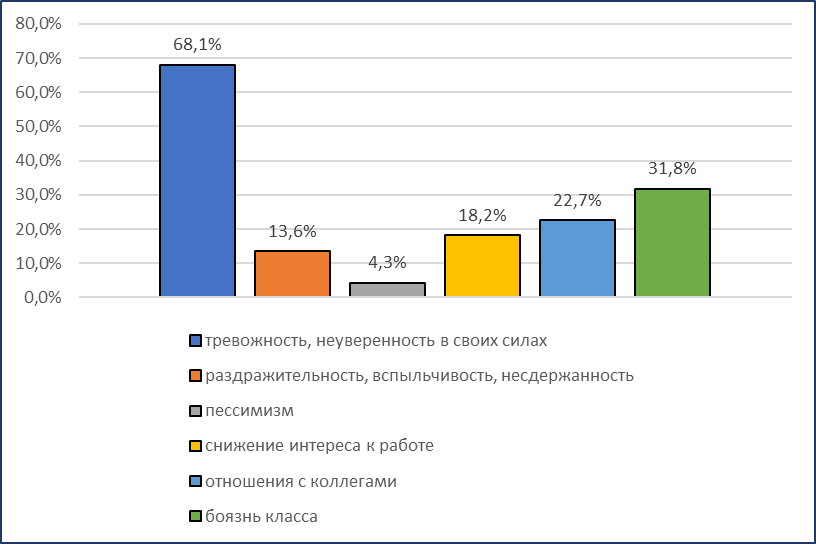 80,0%
70,0%
60,0%
50,0%
40,0%
30,0%
20,0%
10,0%
0,0%
68,1%
13,6%
4,3%
18,2%
22,7%
31,8%
тревожность, неуверенность в своих силах
раздражительность, вспыльчивость, несдержанность
пессимизм
снижение интереса к работе
отношения с коллегами
боязнь класса